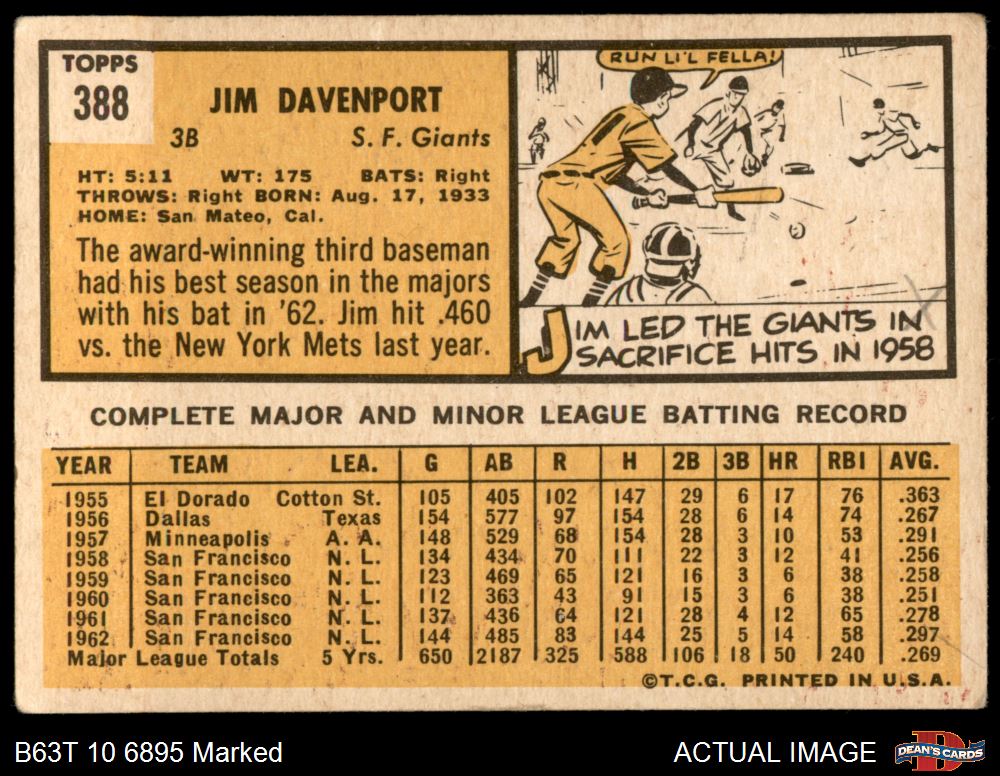 TOPPS
388
JIM DAVENPORT
3B S. F. Giants
HT: 5:11 WT: 175 BATS: Right
THROWS: Right BORN: Aug. 17, 1933
HOME: San Mateo, Cal.
The award-winning third baseman
had his best season in the majors
with his bat in '62. Jim hit .460
vs. the New York Mets last year.
RUN LI'L FELLA!
JIM LED THE GIANTS IN
SACRIFICE HITS IN 1958
COMPLETE MAJOR AND MINOR LEAGUE BATTING RECORD
YEAR TEAM LEA. G AB R H 2B 3B HR RBI AVG.
1955 El Dorado Cotton St. 105 405 102 147 29 6 17 76 .363
1956 Dallas Texas 154 577 97 154 28 6 14 74 .267
1957 Minneapolis A. A. 148 529 68 154 28 3 10 53 .291
1958 San Francisco N. L. 134 434 70 111 22 3 12 41 .256
1959 San Francisco N. L. 123 469 65 121 16 3 6 38 .258
1960 San Francisco N. L. 112 363 43 91 15 3 6 38 .251
1961 San Francisco N. L. 137 436 64 121 28 4 12 65 .278
1962 San Francisco N. L. 144 485 83 144 25 5 14 58 .297
Major League Totals 5 Yrs. 650 2187 325 588 106 18 50 240 .269
©T.C.G. PRINTED IN U.S.A.
B63T 10 6895 Marked
ACTUAL IMAGE
DEAN'S CARDS